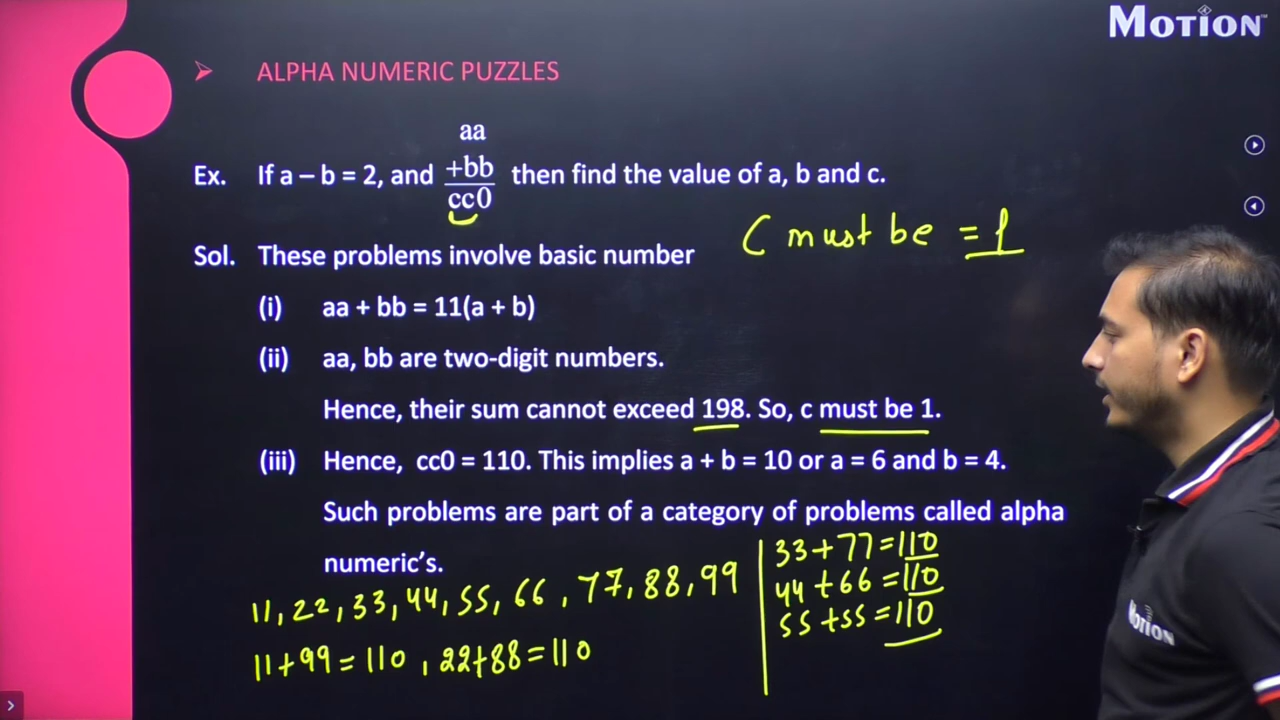 MOTION™
➢ ALPHA NUMERIC PUZZLES
aa
Ex. If a – b = 2, and +bb then find the value of a, b and c.
cc0
C must be = 1
Sol. These problems involve basic number
(i) aa + bb = 11(a + b)
(ii) aa, bb are two-digit numbers.
Hence, their sum cannot exceed 198. So, c must be 1.
(iii) Hence, cc0 = 110. This implies a + b = 10 or a = 6 and b = 4.
Such problems are part of a category of problems called alpha
numeric's.
11, 22, 33, 44, 55, 66, 77, 88, 99
11+99 = 110, 22+88 = 110
33+77=110
44+66=110
55+55=110
MOTION